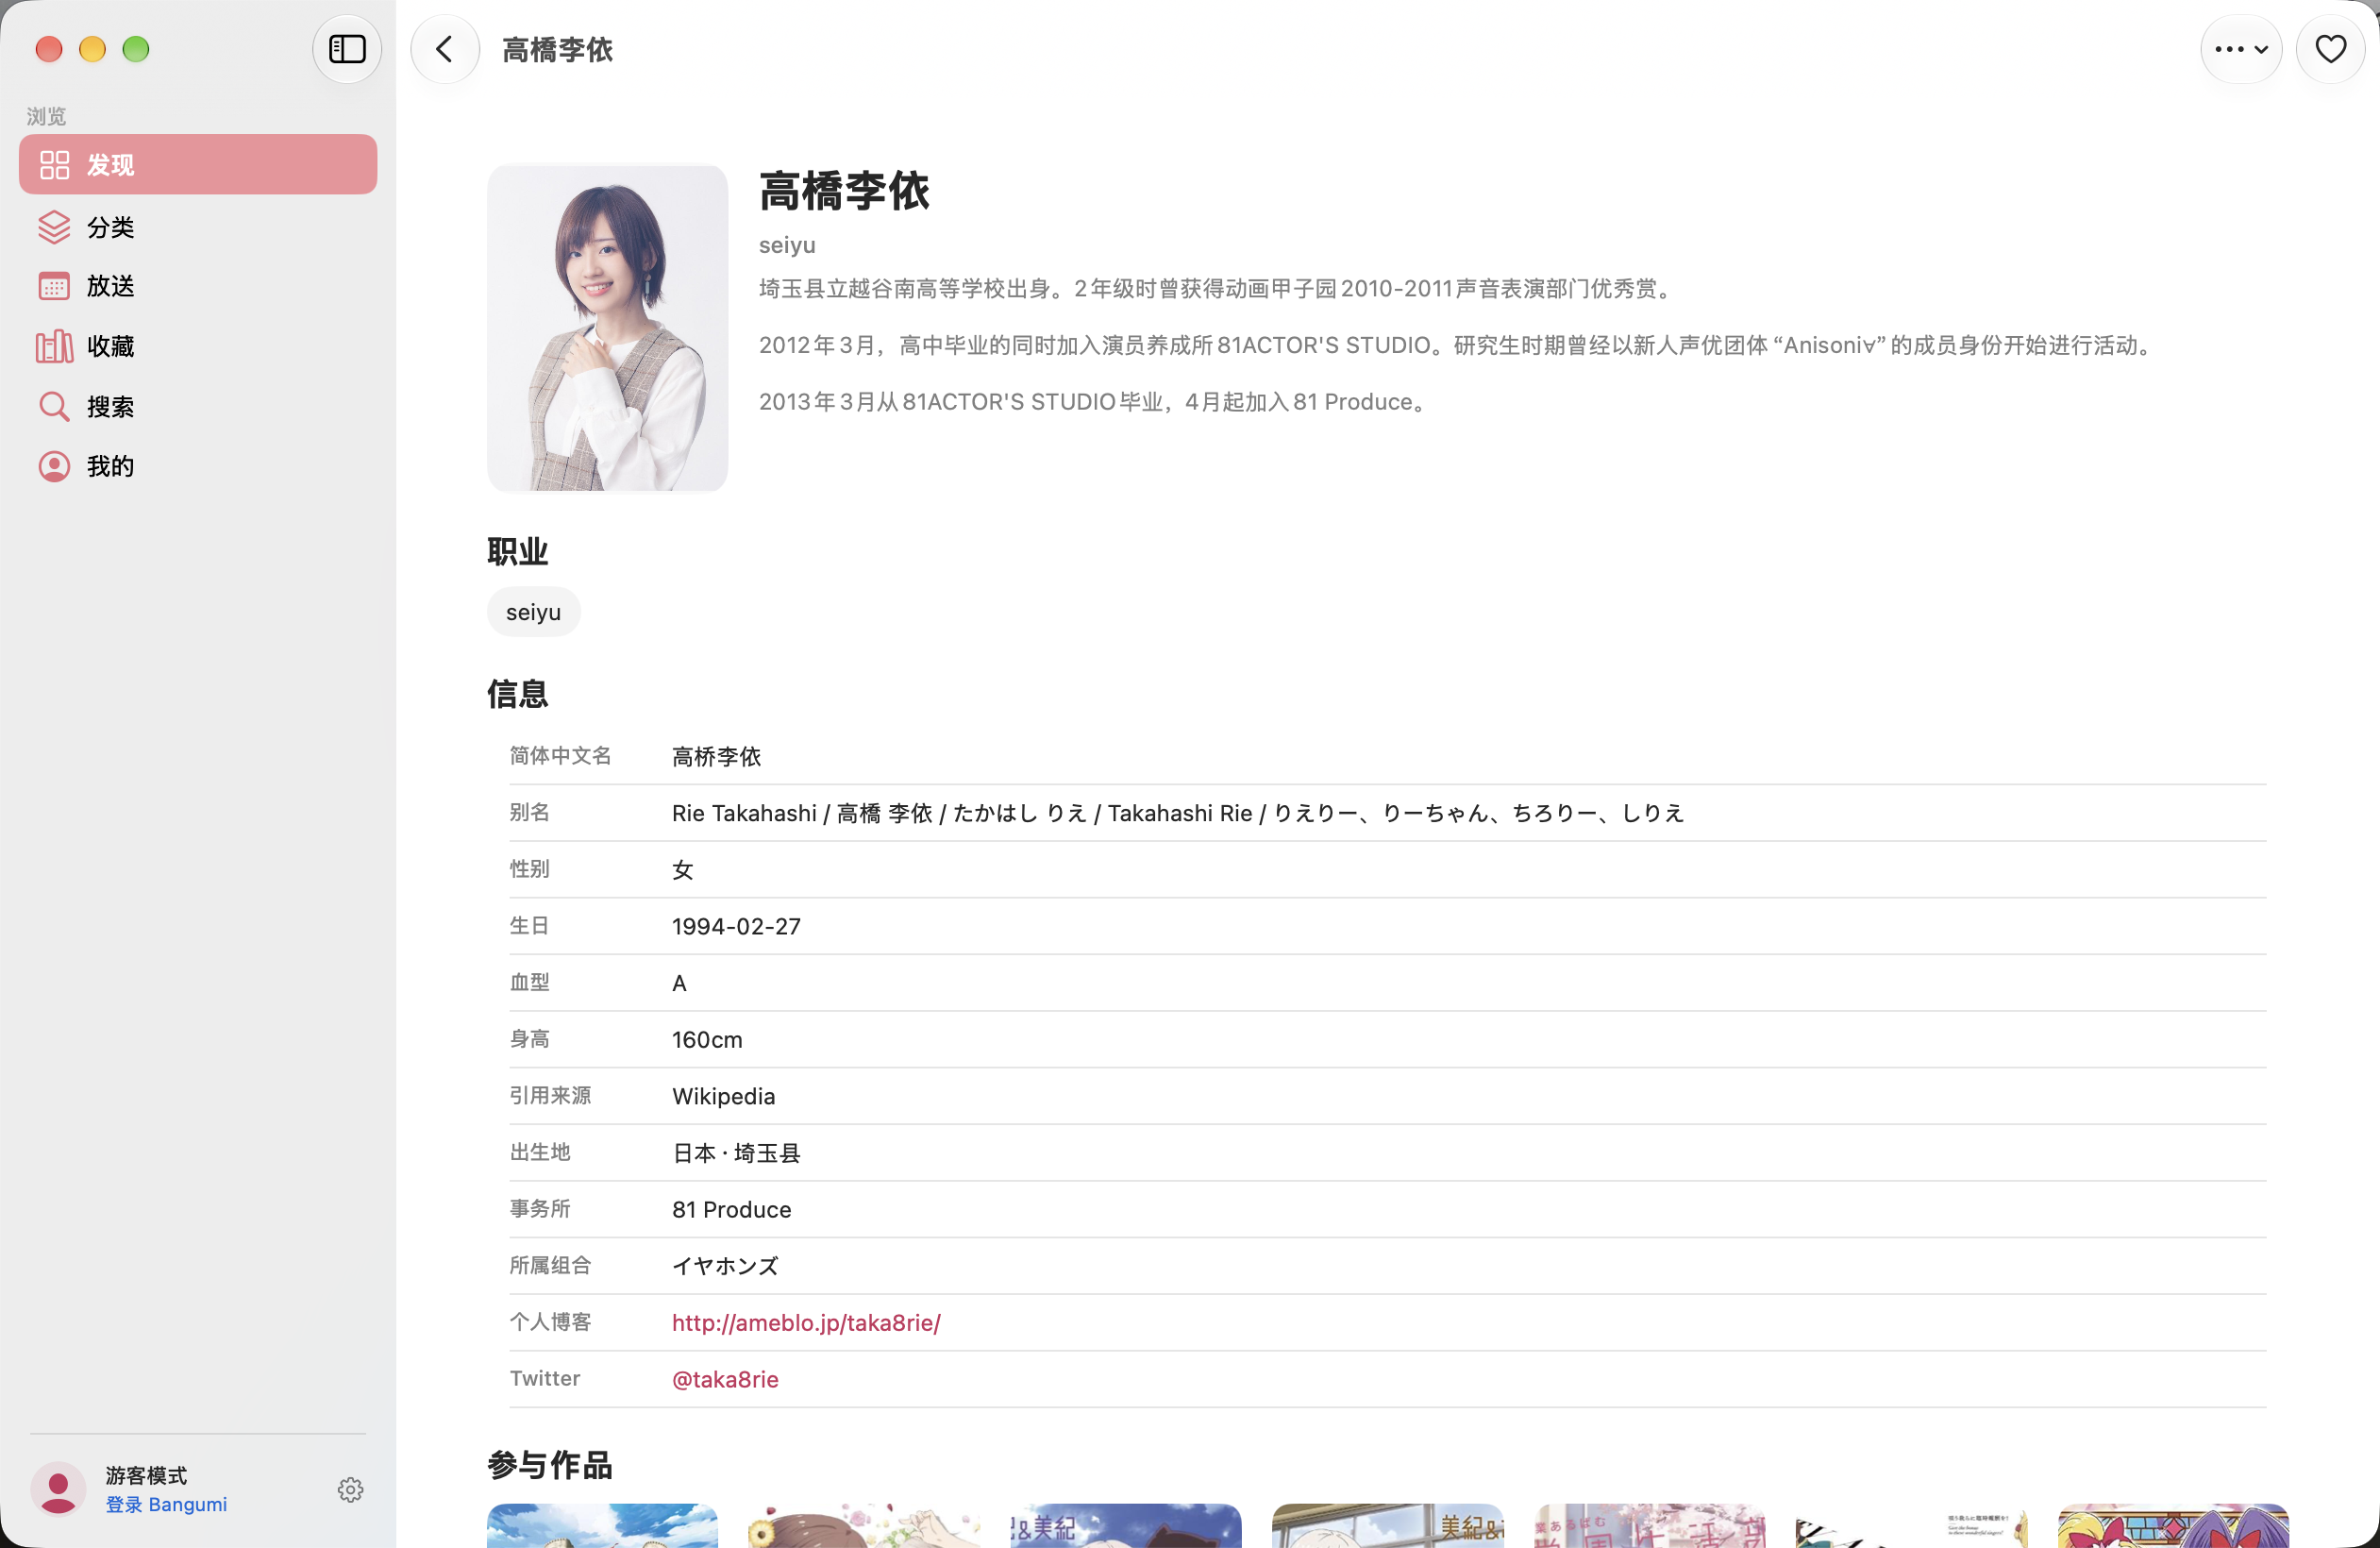 高橋李依
浏览
发现
分类
放送
收藏
搜索
我的
高橋李依
seiyu
埼玉县立越谷南高等学校出身。2年级时曾获得动画甲子园2010-2011声音表演部门优秀赏。
2012年3月，高中毕业的同时加入演员养成所81ACTOR'S STUDIO。研究生时期曾经以新人声优团体“Anisoni∀”的成员身份开始进行活动。
2013年3月从81ACTOR'S STUDIO毕业，4月起加入81 Produce。
职业
seiyu
信息
简体中文名 高桥李依
别名 Rie Takahashi / 高橋 李依 / たかはし りえ / Takahashi Rie / りえりー、りーちゃん、ちろりー、しりえ
性别 女
生日 1994-02-27
血型 A
身高 160cm
引用来源 Wikipedia
出生地 日本 · 埼玉县
事务所 81 Produce
所属组合 イヤホンズ
个人博客 http://ameblo.jp/taka8rie/
Twitter @taka8rie
参与作品
&美紀
美紀&
游客模式
登录 Bangumi